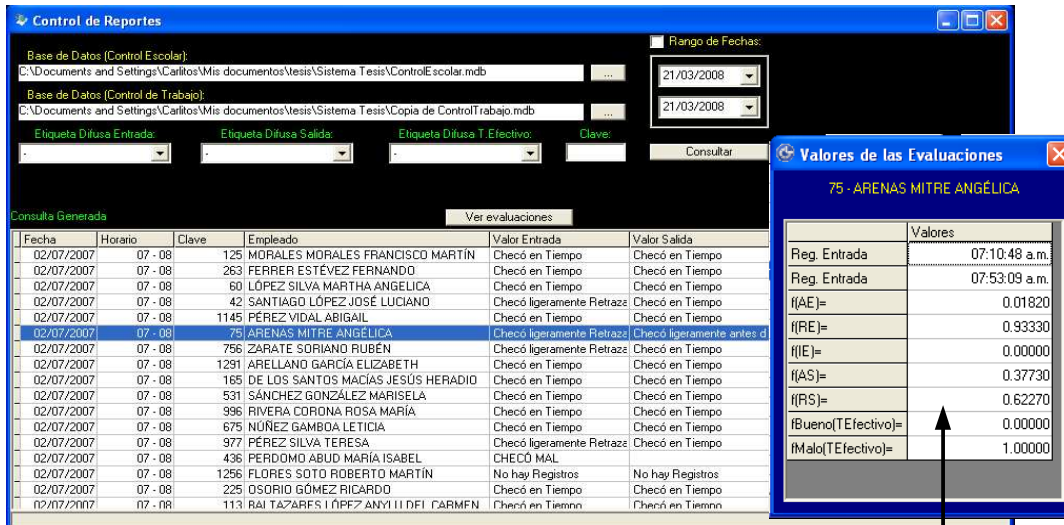 Control de Reportes
Base de Datos (Control Escolar):
C:\Documents and Settings\Carlitos\Mis documentos\tesis\Sistema Tesis\ControlEscolar.mdb
...
Base de Datos (Control de Trabajo):
C:\Documents and Settings\Carlitos\Mis documentos\tesis\Sistema Tesis\Copia de ControlTrabajo.mdb
...
Rango de Fechas:
21/03/2008
21/03/2008
Etiqueta Difusa Entrada: Etiqueta Difusa Salida: Etiqueta Difusa T.Efectivo: Clave:
. . .
Consultar
Consulta Generada
Ver evaluaciones
Fecha Horario Clave Empleado Valor Entrada Valor Salida
02/07/2007 07 - 08 125 MORALES MORALES FRANCISCO MARTÍN Checó en Tiempo Checó en Tiempo
02/07/2007 07 - 08 263 FERRER ESTÉVEZ FERNANDO Checó en Tiempo Checó en Tiempo
02/07/2007 07 - 08 60 LÓPEZ SILVA MARTHA ANGELICA Checó en Tiempo Checó en Tiempo
02/07/2007 07 - 08 42 SANTIAGO LÓPEZ JOSÉ LUCIANO Checó ligeramente Retraza Checó en Tiempo
02/07/2007 07 - 08 1145 PÉREZ VIDAL ABIGAIL Checó en Tiempo Checó en Tiempo
02/07/2007 07 - 08 75 ARENAS MITRE ANGÉLICA Checó ligeramente Retraza Checó ligeramente antes d
02/07/2007 07 - 08 756 ZARATE SORIANO RUBÉN Checó ligeramente Retraza Checó en Tiempo
02/07/2007 07 - 08 1291 ARELLANO GARCÍA ELIZABETH Checó en Tiempo Checó en Tiempo
02/07/2007 07 - 08 165 DE LOS SANTOS MACÍAS JESÚS HERADIO Checó en Tiempo Checó en Tiempo
02/07/2007 07 - 08 531 SÁNCHEZ GONZÁLEZ MARISELA Checó en Tiempo Checó en Tiempo
02/07/2007 07 - 08 996 RIVERA CORONA ROSA MARÍA Checó en Tiempo Checó en Tiempo
02/07/2007 07 - 08 675 NÚÑEZ GAMBOA LETICIA Checó en Tiempo Checó en Tiempo
02/07/2007 07 - 08 977 PÉREZ SILVA TERESA Checó ligeramente Retraza Checó en Tiempo
02/07/2007 07 - 08 436 PERDOMO ABUD MARÍA ISABEL CHECÓ MAL
02/07/2007 07 - 08 1256 FLORES SOTO ROBERTO MARTÍN No hay Registros No hay Registros
02/07/2007 07 - 08 225 OSORIO GÓMEZ RICARDO Checó en Tiempo Checó en Tiempo
02/07/2007 07 - 08 113 BALTAZARES LÓPEZ ANYLU DEL CARMEN Checó en Tiempo Checó en Tiempo
Valores de las Evaluaciones
75 - ARENAS MITRE ANGÉLICA
Valores
Reg. Entrada 07:10:48 a.m.
Reg. Entrada 07:53:09 a.m.
f(AE)= 0.01820
f(RE)= 0.93330
f(IE)= 0.00000
f(AS)= 0.37730
f(RS)= 0.62270
fBueno(TEfectivo)= 0.00000
fMalo(TEfectivo)= 1.00000